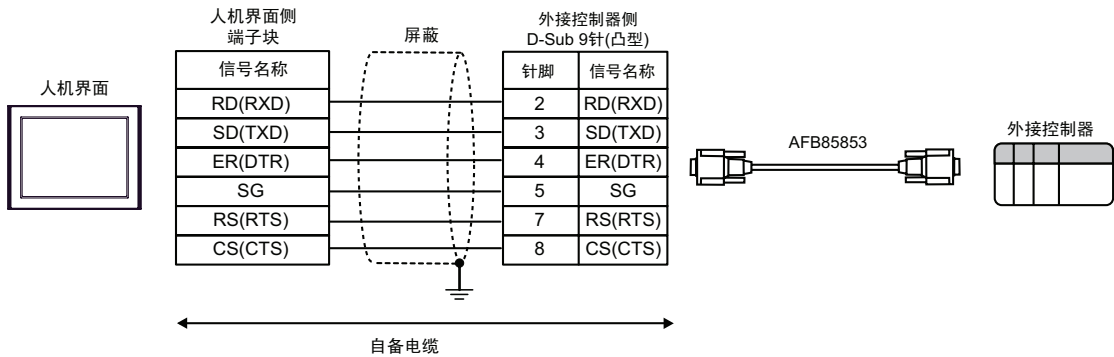 人机界面
人机界面侧
端子块
信号名称
RD(RXD)
SD(TXD)
ER(DTR)
SG
RS(RTS)
CS(CTS)
屏蔽
外接控制器侧
D-Sub 9针(凸型)
针脚 信号名称
2 RD(RXD)
3 SD(TXD)
4 ER(DTR)
5 SG
7 RS(RTS)
8 CS(CTS)
AFB85853
外接控制器
自备电缆